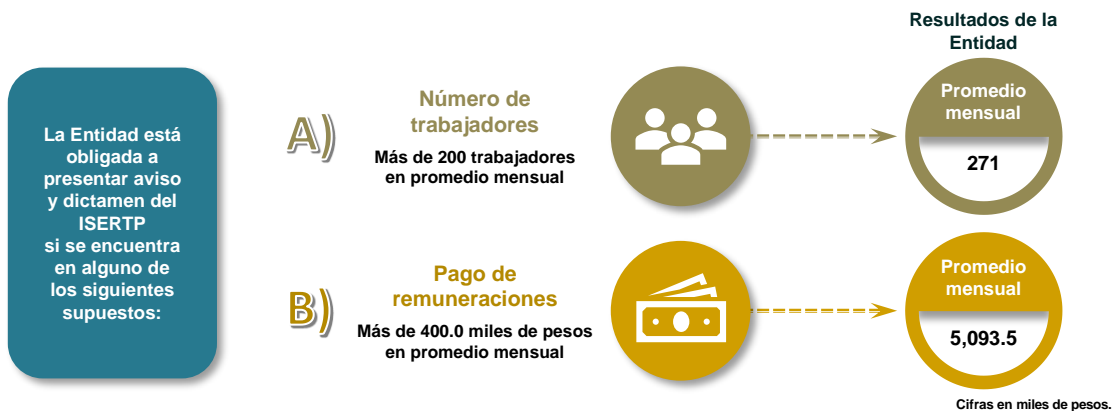 La Entidad está
obligada a
presentar aviso
y dictamen del
ISERTP
si se encuentra
en alguno de
los siguientes
supuestos:
A)
Número de
trabajadores
Más de 200 trabajadores
en promedio mensual
Resultados de la
Entidad
Promedio
mensual
271
B)
Pago de
remuneraciones
Más de 400.0 miles de pesos
en promedio mensual
Promedio
mensual
5,093.5
Cifras en miles de pesos.